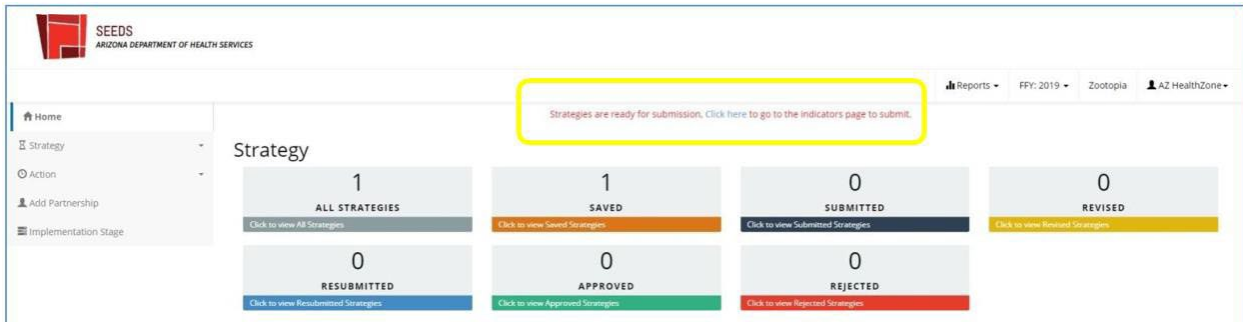 SEEDS
ARIZONA DEPARTMENT OF HEALTH SERVICES
Reports FFY: 2019 Zootopia AZ HealthZone
Home
Strategies are ready for submission. Click here to go to the indicators page to submit.
Strategy
Action
Add Partnership
Implementation Stage
Strategy
1
ALL STRATEGIES
Click to view All Strategies
1
SAVED
Click to view Saved Strategies
0
SUBMITTED
Click to view Submitted Strategies
0
REVISED
Click to view Revised Strategies
0
RESUBMITTED
Click to view Resubmitted Strategies
0
APPROVED
Click to view Approved Strategies
0
REJECTED
Click to view Rejected Strategies